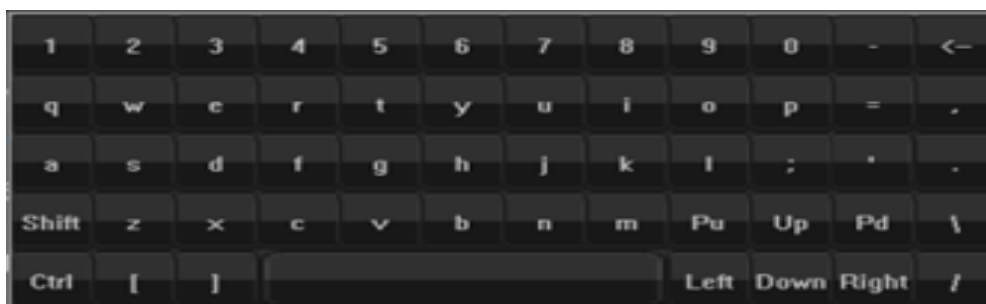 1 2 3 4 5 6 7 8 9 0 - <-
q w e r t y u i o p = ,
a s d f g h j k l ; ' .
Shift z x c v b n m Pu Up Pd \
Ctrl [ ] Left Down Right /